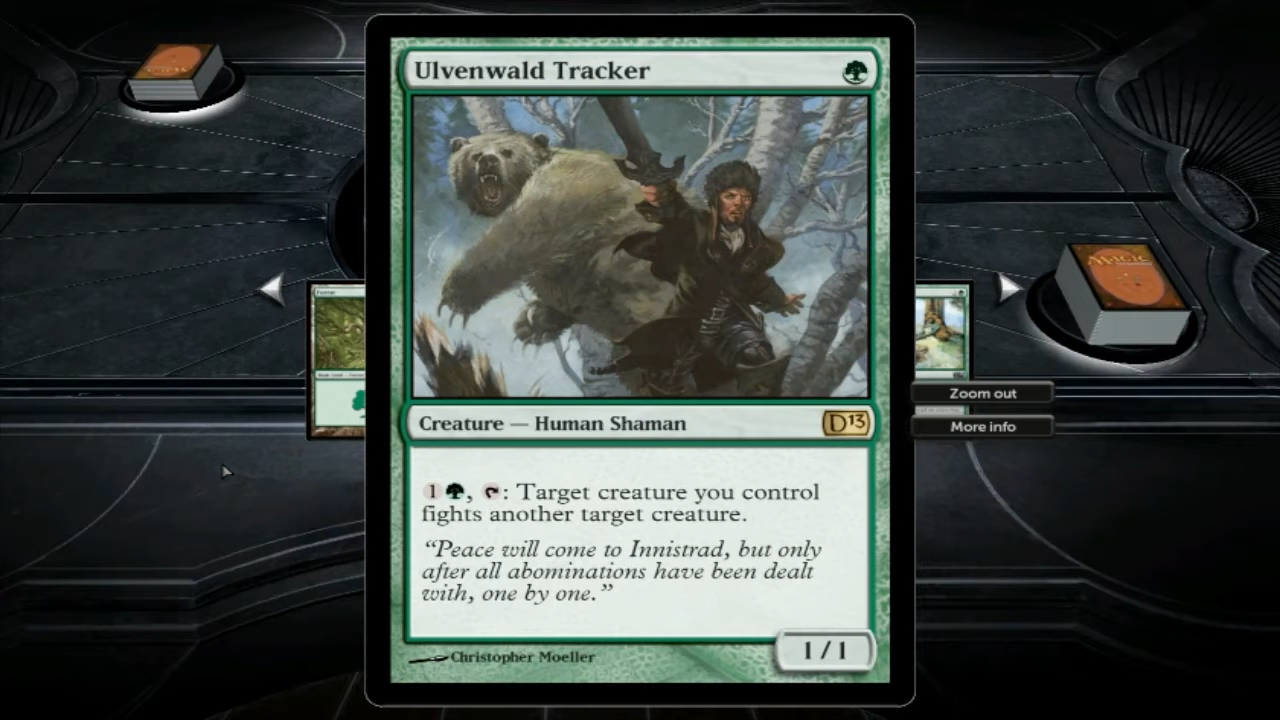 Ulvenwald Tracker
MAGIC
Zoom out
More info
Creature — Human Shaman
D13
1 , : Target creature you control
fights another target creature.
“Peace will come to Innistrad, but only
after all abominations have been dealt
with, one by one.”
Christopher Moeller
1/1